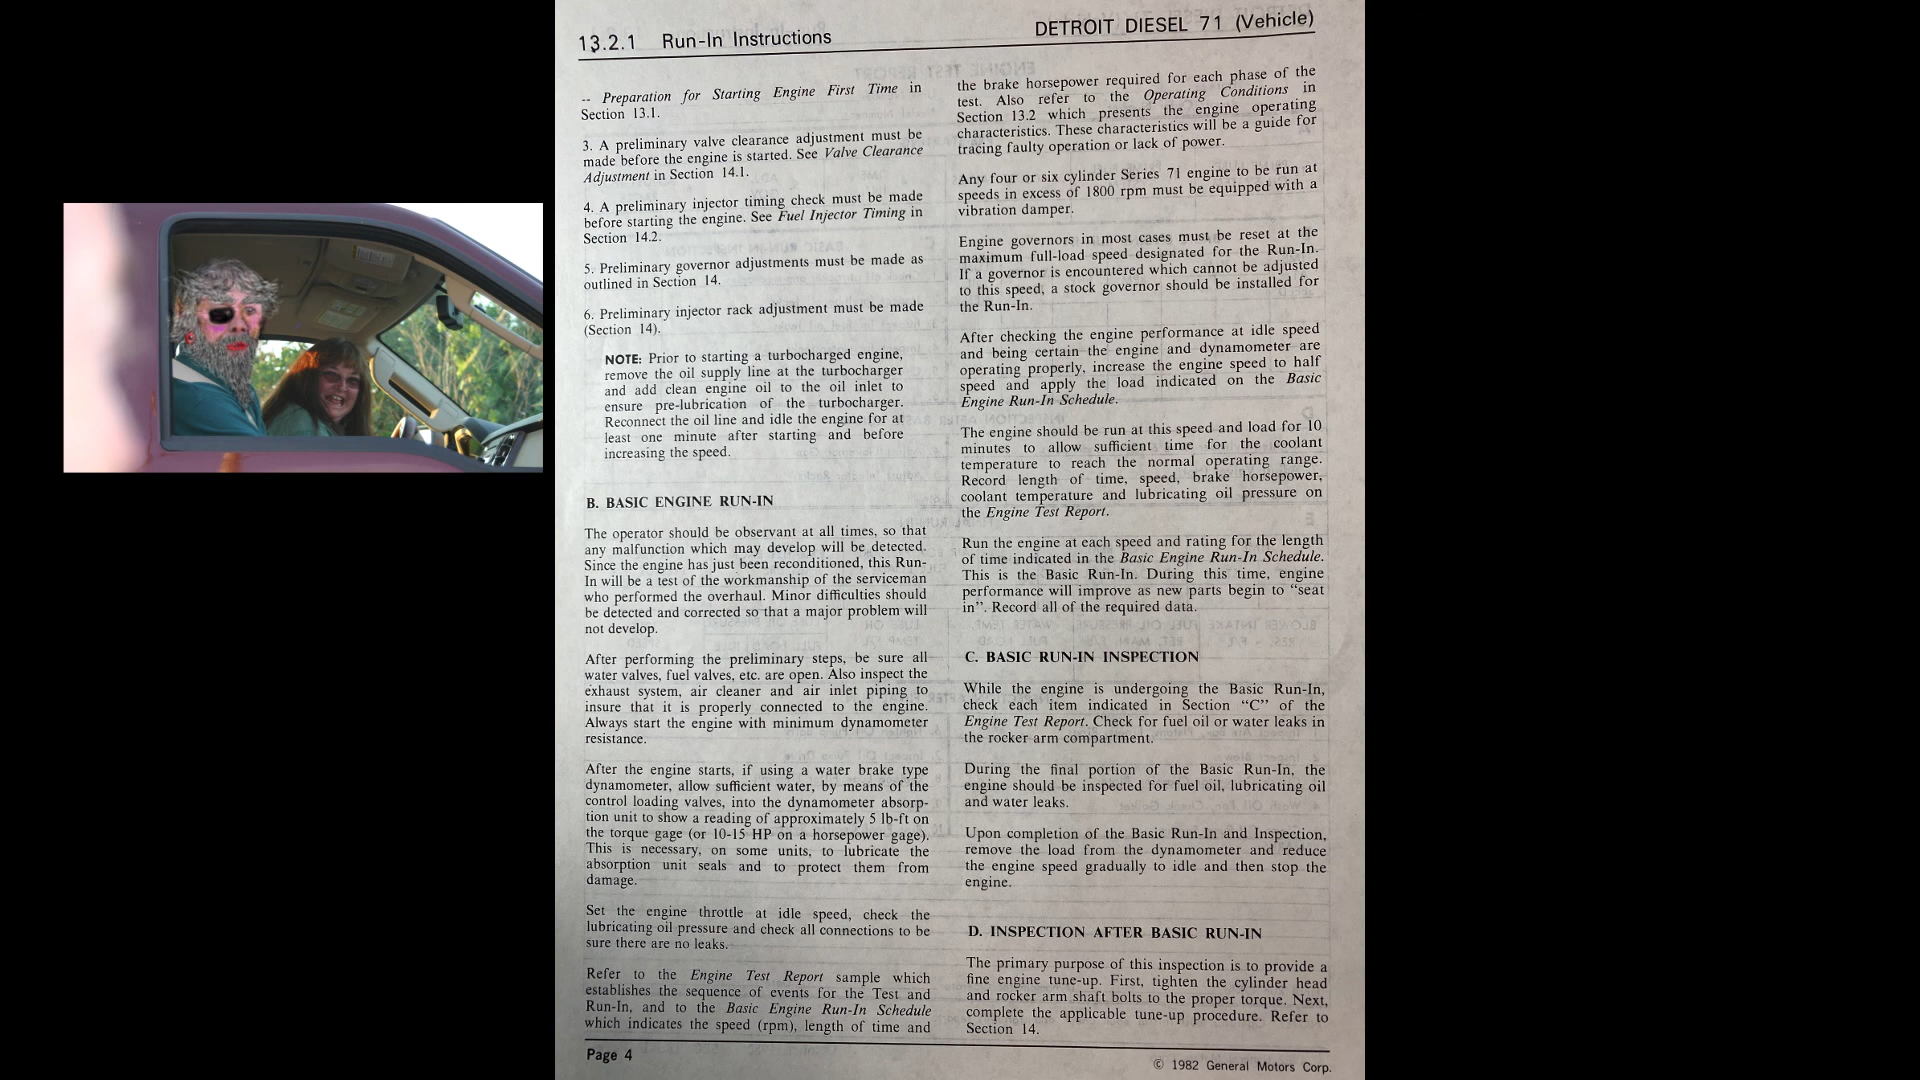 13.2.1 Run-In Instructions
DETROIT DIESEL 71 (Vehicle)
-- Preparation for Starting Engine First Time in
Section 13.1.
3. A preliminary valve clearance adjustment must be
made before the engine is started. See Valve Clearance
Adjustment in Section 14.1.
4. A preliminary injector timing check must be made
before starting the engine. See Fuel Injector Timing in
Section 14.2.
5. Preliminary governor adjustments must be made as
outlined in Section 14.
6. Preliminary injector rack adjustment must be made
(Section 14).
NOTE: Prior to starting a turbocharged engine,
remove the oil supply line at the turbocharger
and add clean engine oil to the oil inlet to
ensure pre-lubrication of the turbocharger.
Reconnect the oil line and idle the engine for at
least one minute after starting and before
increasing the speed.
B. BASIC ENGINE RUN-IN
The operator should be observant at all times, so that
any malfunction which may develop will be detected.
Since the engine has just been reconditioned, this Run-
In will be a test of the workmanship of the serviceman
who performed the overhaul. Minor difficulties should
be detected and corrected so that a major problem will
not develop.
After performing the preliminary steps, be sure all
water valves, fuel valves, etc. are open. Also inspect the
exhaust system, air cleaner and air inlet piping to
insure that it is properly connected to the engine.
Always start the engine with minimum dynamometer
resistance.
After the engine starts, if using a water brake type
dynamometer, allow sufficient water, by means of the
control loading valves, into the dynamometer absorp-
tion unit to show a reading of approximately 5 lb-ft on
the torque gage (or 10-15 HP on a horsepower gage).
This is necessary, on some units, to lubricate the
absorption unit seals and to protect them from
damage.
Set the engine throttle at idle speed, check the
lubricating oil pressure and check all connections to be
sure there are no leaks.
Refer to the Engine Test Report sample which
establishes the sequence of events for the Test and
Run-In, and to the Basic Engine Run-In Schedule
which indicates the speed (rpm), length of time and
the brake horsepower required for each phase of the
test. Also refer to the Operating Conditions in
Section 13.2 which presents the engine operating
characteristics. These characteristics will be a guide for
tracing faulty operation or lack of power.
Any four or six cylinder Series 71 engine to be run at
speeds in excess of 1800 rpm must be equipped with a
vibration damper.
Engine governors in most cases must be reset at the
maximum full-load speed designated for the Run-In.
If a governor is encountered which cannot be adjusted
to this speed, a stock governor should be installed for
the Run-In.
After checking the engine performance at idle speed
and being certain the engine and dynamometer are
operating properly, increase the engine speed to half
speed and apply the load indicated on the Basic
Engine Run-In Schedule.
The engine should be run at this speed and load for 10
minutes to allow sufficient time for the coolant
temperature to reach the normal operating range.
Record length of time, speed, brake horsepower,
coolant temperature and lubricating oil pressure on
the Engine Test Report.
Run the engine at each speed and rating for the length
of time indicated in the Basic Engine Run-In Schedule.
This is the Basic Run-In. During this time, engine
performance will improve as new parts begin to “seat
in”. Record all of the required data.
C. BASIC RUN-IN INSPECTION
While the engine is undergoing the Basic Run-In,
check each item indicated in Section “C” of the
Engine Test Report. Check for fuel oil or water leaks in
the rocker arm compartment.
During the final portion of the Basic Run-In, the
engine should be inspected for fuel oil, lubricating oil
and water leaks.
Upon completion of the Basic Run-In and Inspection,
remove the load from the dynamometer and reduce
the engine speed gradually to idle and then stop the
engine.
D. INSPECTION AFTER BASIC RUN-IN
The primary purpose of this inspection is to provide a
fine engine tune-up. First, tighten the cylinder head
and rocker arm shaft bolts to the proper torque. Next,
complete the applicable tune-up procedure. Refer to
Section 14.
Page 4
© 1982 General Motors Corp.